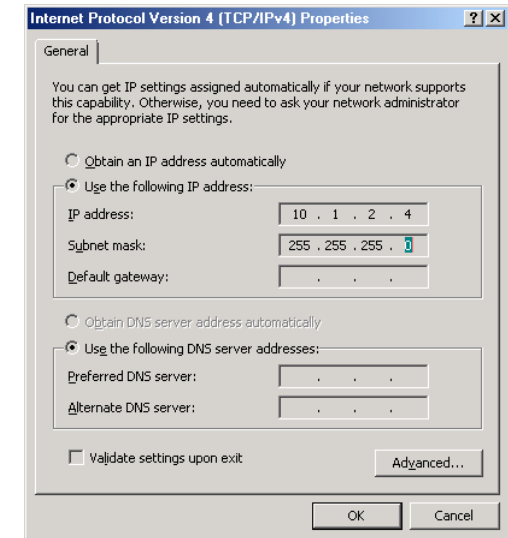 Internet Protocol Version 4 (TCP/IPv4) Properties
General
You can get IP settings assigned automatically if your network supports
this capability. Otherwise, you need to ask your network administrator
for the appropriate IP settings.
Obtain an IP address automatically
Use the following IP address:
IP address: 10 . 1 . 2 . 4
Subnet mask: 255 . 255 . 255 . 0
Default gateway: . . .
Obtain DNS server address automatically
Use the following DNS server addresses:
Preferred DNS server: . . .
Alternate DNS server: . . .
Validate settings upon exit
Advanced...
OK Cancel